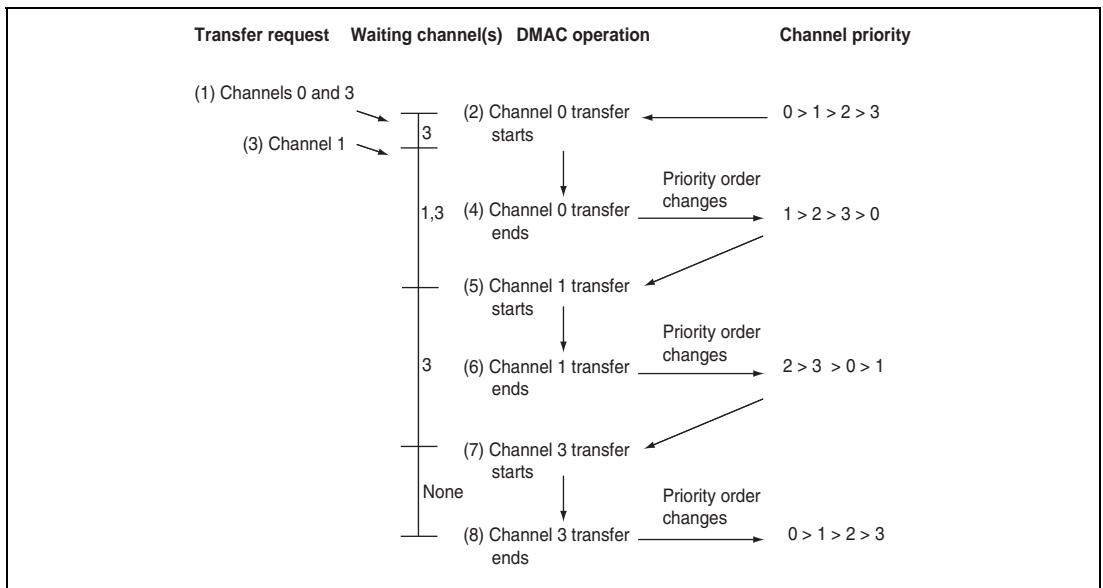 Transfer request Waiting channel(s) DMAC operation Channel priority
(1) Channels 0 and 3
(2) Channel 0 transfer
starts
0 > 1 > 2 > 3
3
(3) Channel 1
1,3
(4) Channel 0 transfer
ends
Priority order
changes
1 > 2 > 3 > 0
(5) Channel 1 transfer
starts
3
(6) Channel 1 transfer
ends
Priority order
changes
2 > 3 > 0 > 1
(7) Channel 3 transfer
starts
None
(8) Channel 3 transfer
ends
Priority order
changes
0 > 1 > 2 > 3